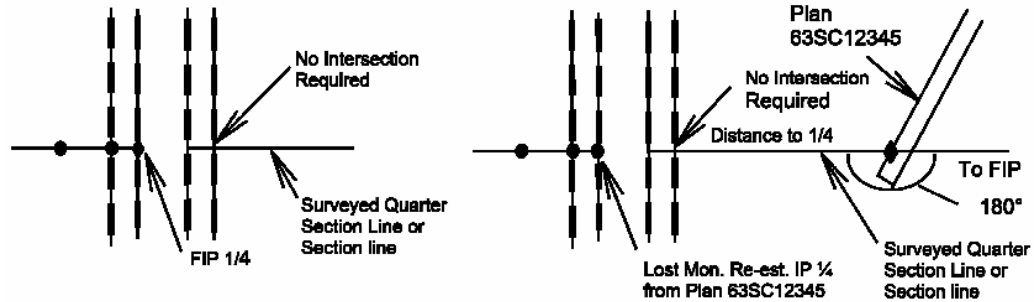 No Intersection
Required
Surveyed Quarter
Section Line or
Section line
FIP 1/4
Plan
63SC12345
No Intersection
Required
Distance to 1/4
To FIP
180°
Lost Mon. Re-est. IP ¼
from Plan 63SC12345
Surveyed Quarter
Section Line or
Section line